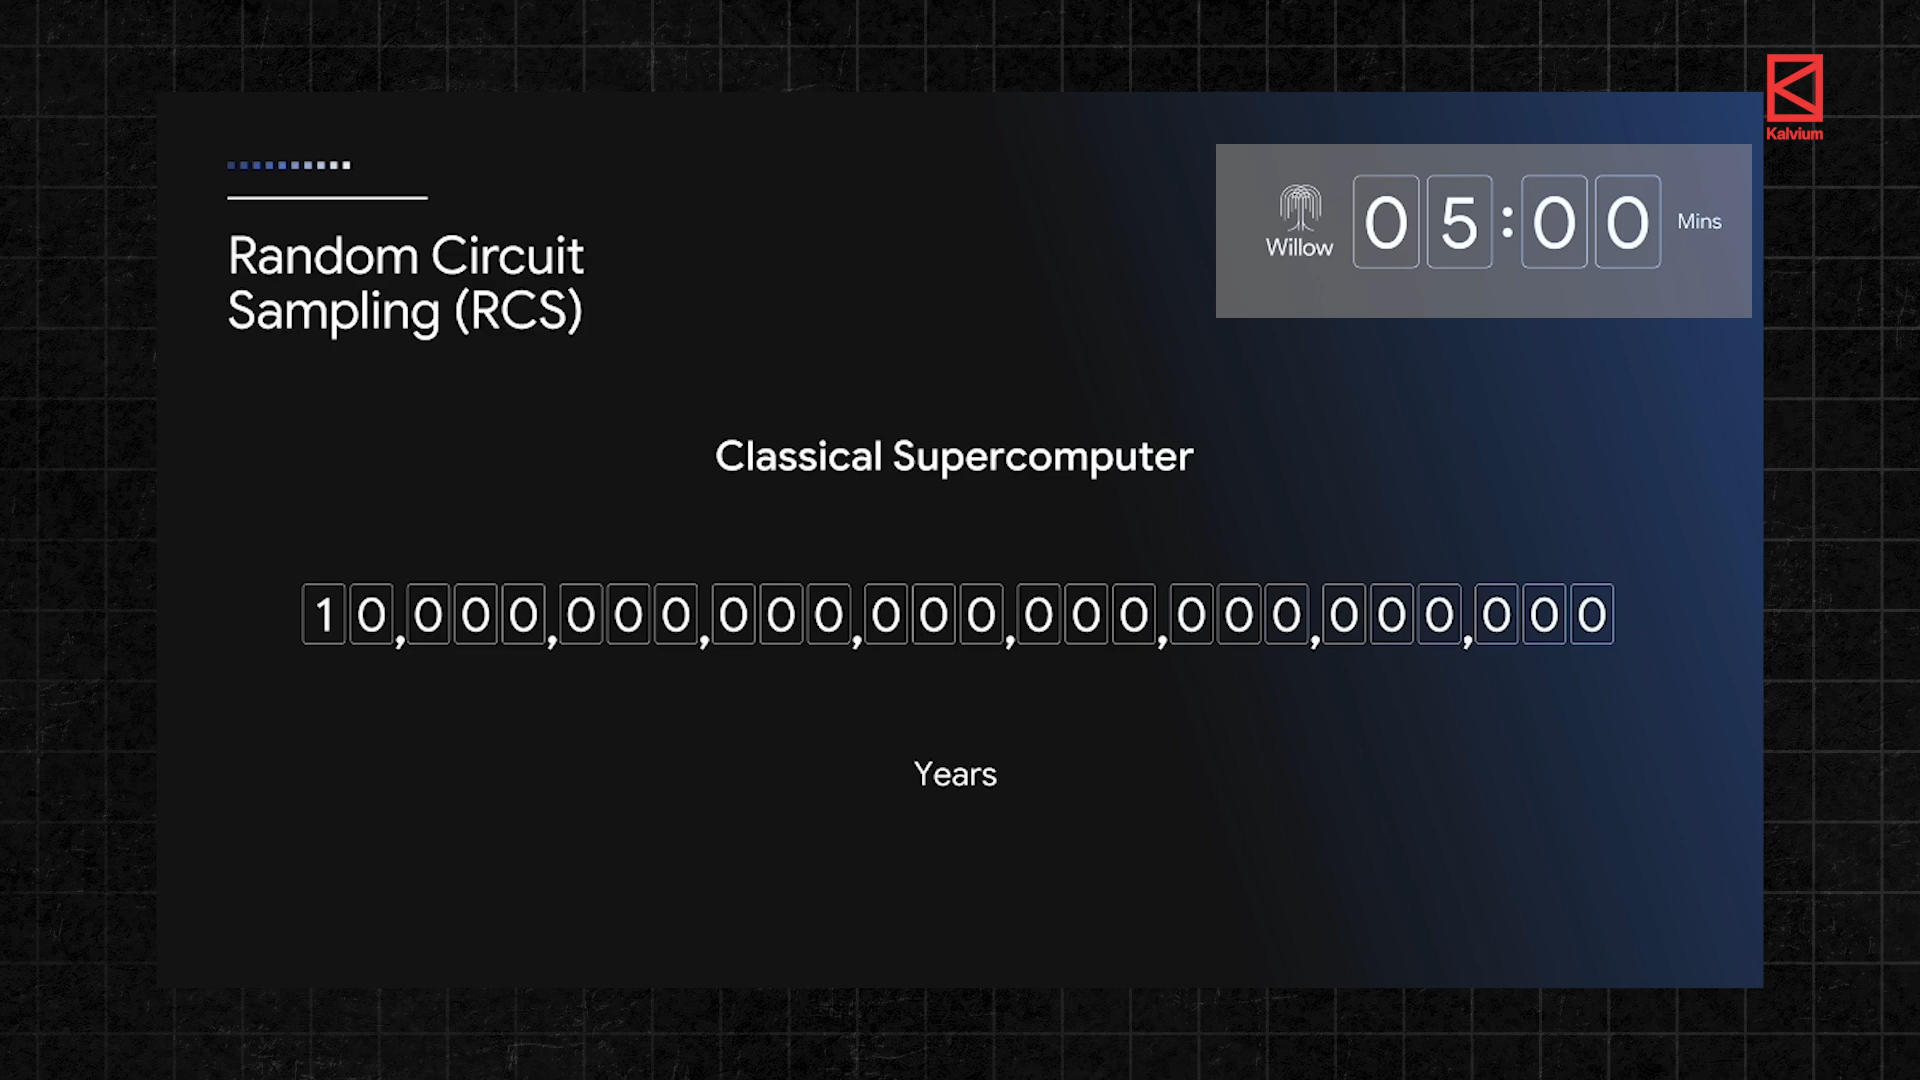 Kalvium
Random Circuit
Sampling (RCS)
Willow
05:00
Mins
Classical Supercomputer
10,000,000,000,000,000,000,000,000
Years